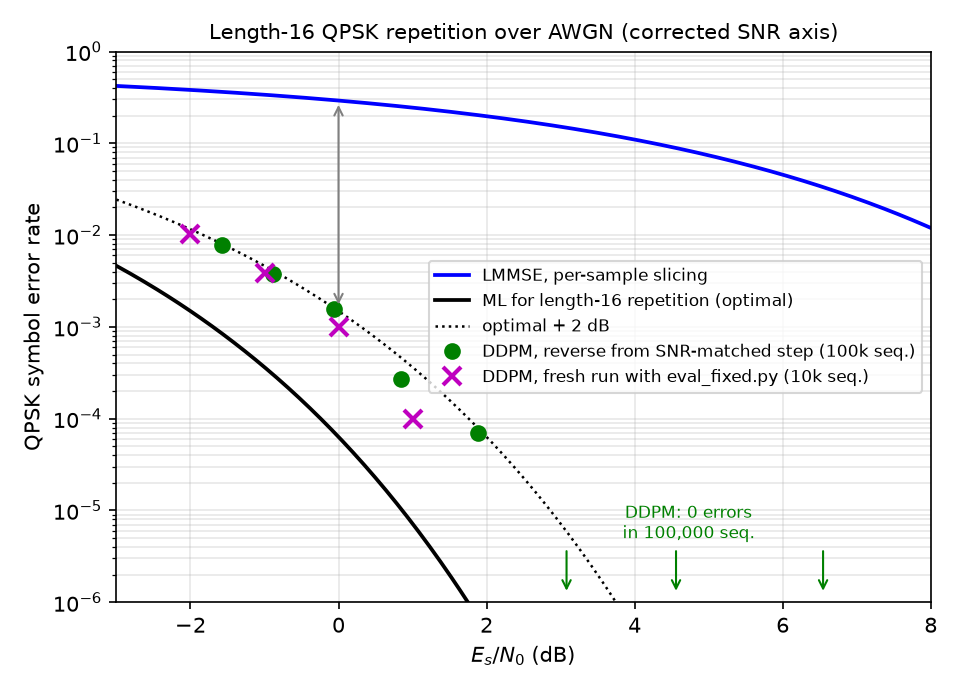 Length-16 QPSK repetition over AWGN (corrected SNR axis)
QPSK symbol error rate
10^0
10^−1
10^−2
10^−3
10^−4
10^−5
10^−6
LMMSE, per-sample slicing
ML for length-16 repetition (optimal)
optimal + 2 dB
DDPM, reverse from SNR-matched step (100k seq.)
DDPM, fresh run with eval_fixed.py (10k seq.)
DDPM: 0 errors
in 100,000 seq.
−2 0 2 4 6 8
E_s/N_0 (dB)